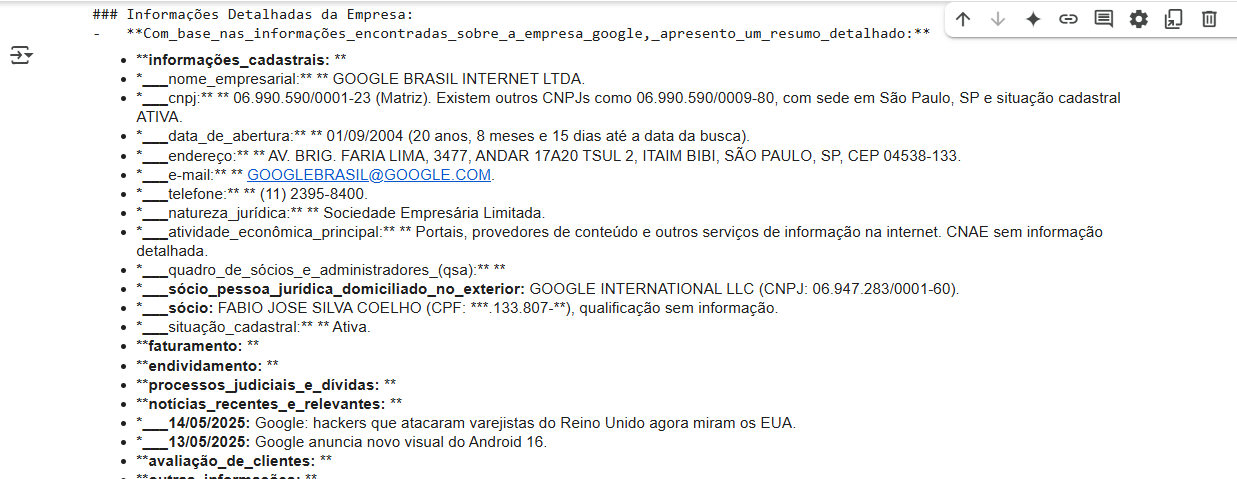 ### Informações Detalhadas da Empresa:
-   **Com_base_nas_informações_encontradas_sobre_a_empresa_google,_apresento_um_resumo_detalhado:**
• **informações_cadastrais: **
• *___nome_empresarial:** ** GOOGLE BRASIL INTERNET LTDA.
• *___cnpj:** ** 06.990.590/0001-23 (Matriz). Existem outros CNPJs como 06.990.590/0009-80, com sede em São Paulo, SP e situação cadastral
ATIVA.
• *___data_de_abertura:** ** 01/09/2004 (20 anos, 8 meses e 15 dias até a data da busca).
• *___endereço:** ** AV. BRIG. FARIA LIMA, 3477, ANDAR 17A20 TSUL 2, ITAIM BIBI, SÃO PAULO, SP, CEP 04538-133.
• *___e-mail:** ** GOOGLEBRASIL@GOOGLE.COM.
• *___telefone:** ** (11) 2395-8400.
• *___natureza_jurídica:** ** Sociedade Empresária Limitada.
• *___atividade_econômica_principal:** ** Portais, provedores de conteúdo e outros serviços de informação na internet. CNAE sem informação
detalhada.
• *___quadro_de_sócios_e_administradores_(qsa):** **
• *___sócio_pessoa_jurídica_domiciliado_no_exterior: GOOGLE INTERNATIONAL LLC (CNPJ: 06.947.283/0001-60).
• *___sócio: FABIO JOSE SILVA COELHO (CPF: ***.133.807-**), qualificação sem informação.
• *___situação_cadastral:** ** Ativa.
• **faturamento: **
• **endividamento: **
• **processos_judiciais_e_dívidas: **
• **notícias_recentes_e_relevantes: **
• *___14/05/2025: Google: hackers que atacaram varejistas do Reino Unido agora miram os EUA.
• *___13/05/2025: Google anuncia novo visual do Android 16.
• **avaliação_de_clientes: **
• **outras_informações: **